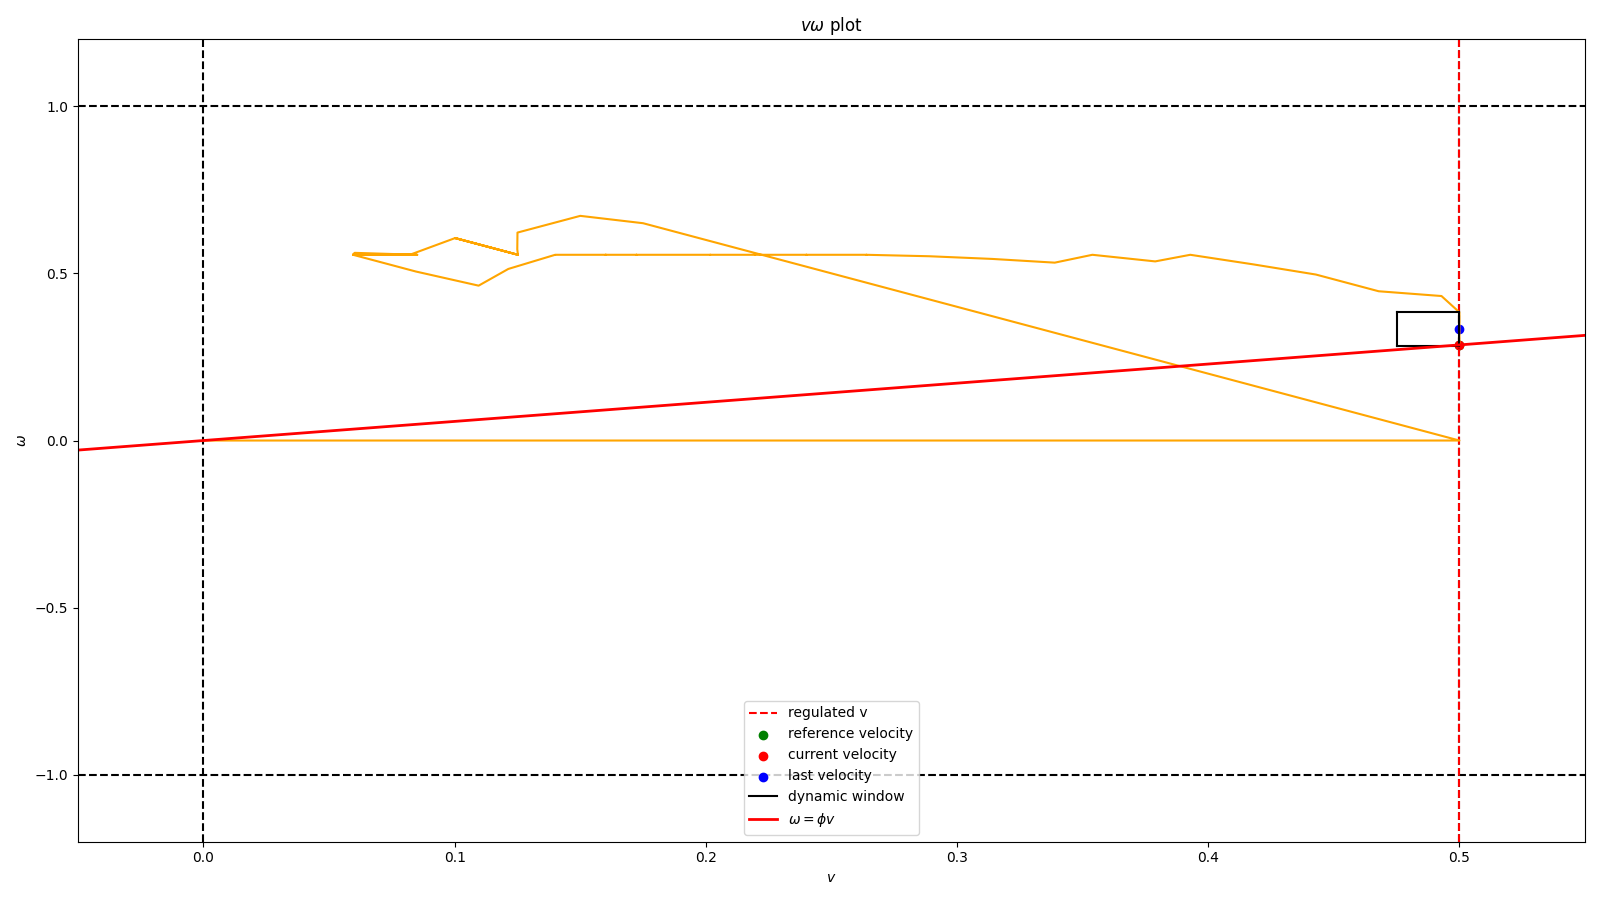 vω plot
1.0
0.5
0.0
−0.5
−1.0
ω
0.0 0.1 0.2 0.3 0.4 0.5
v
regulated v
reference velocity
current velocity
last velocity
dynamic window
ω = ϕv